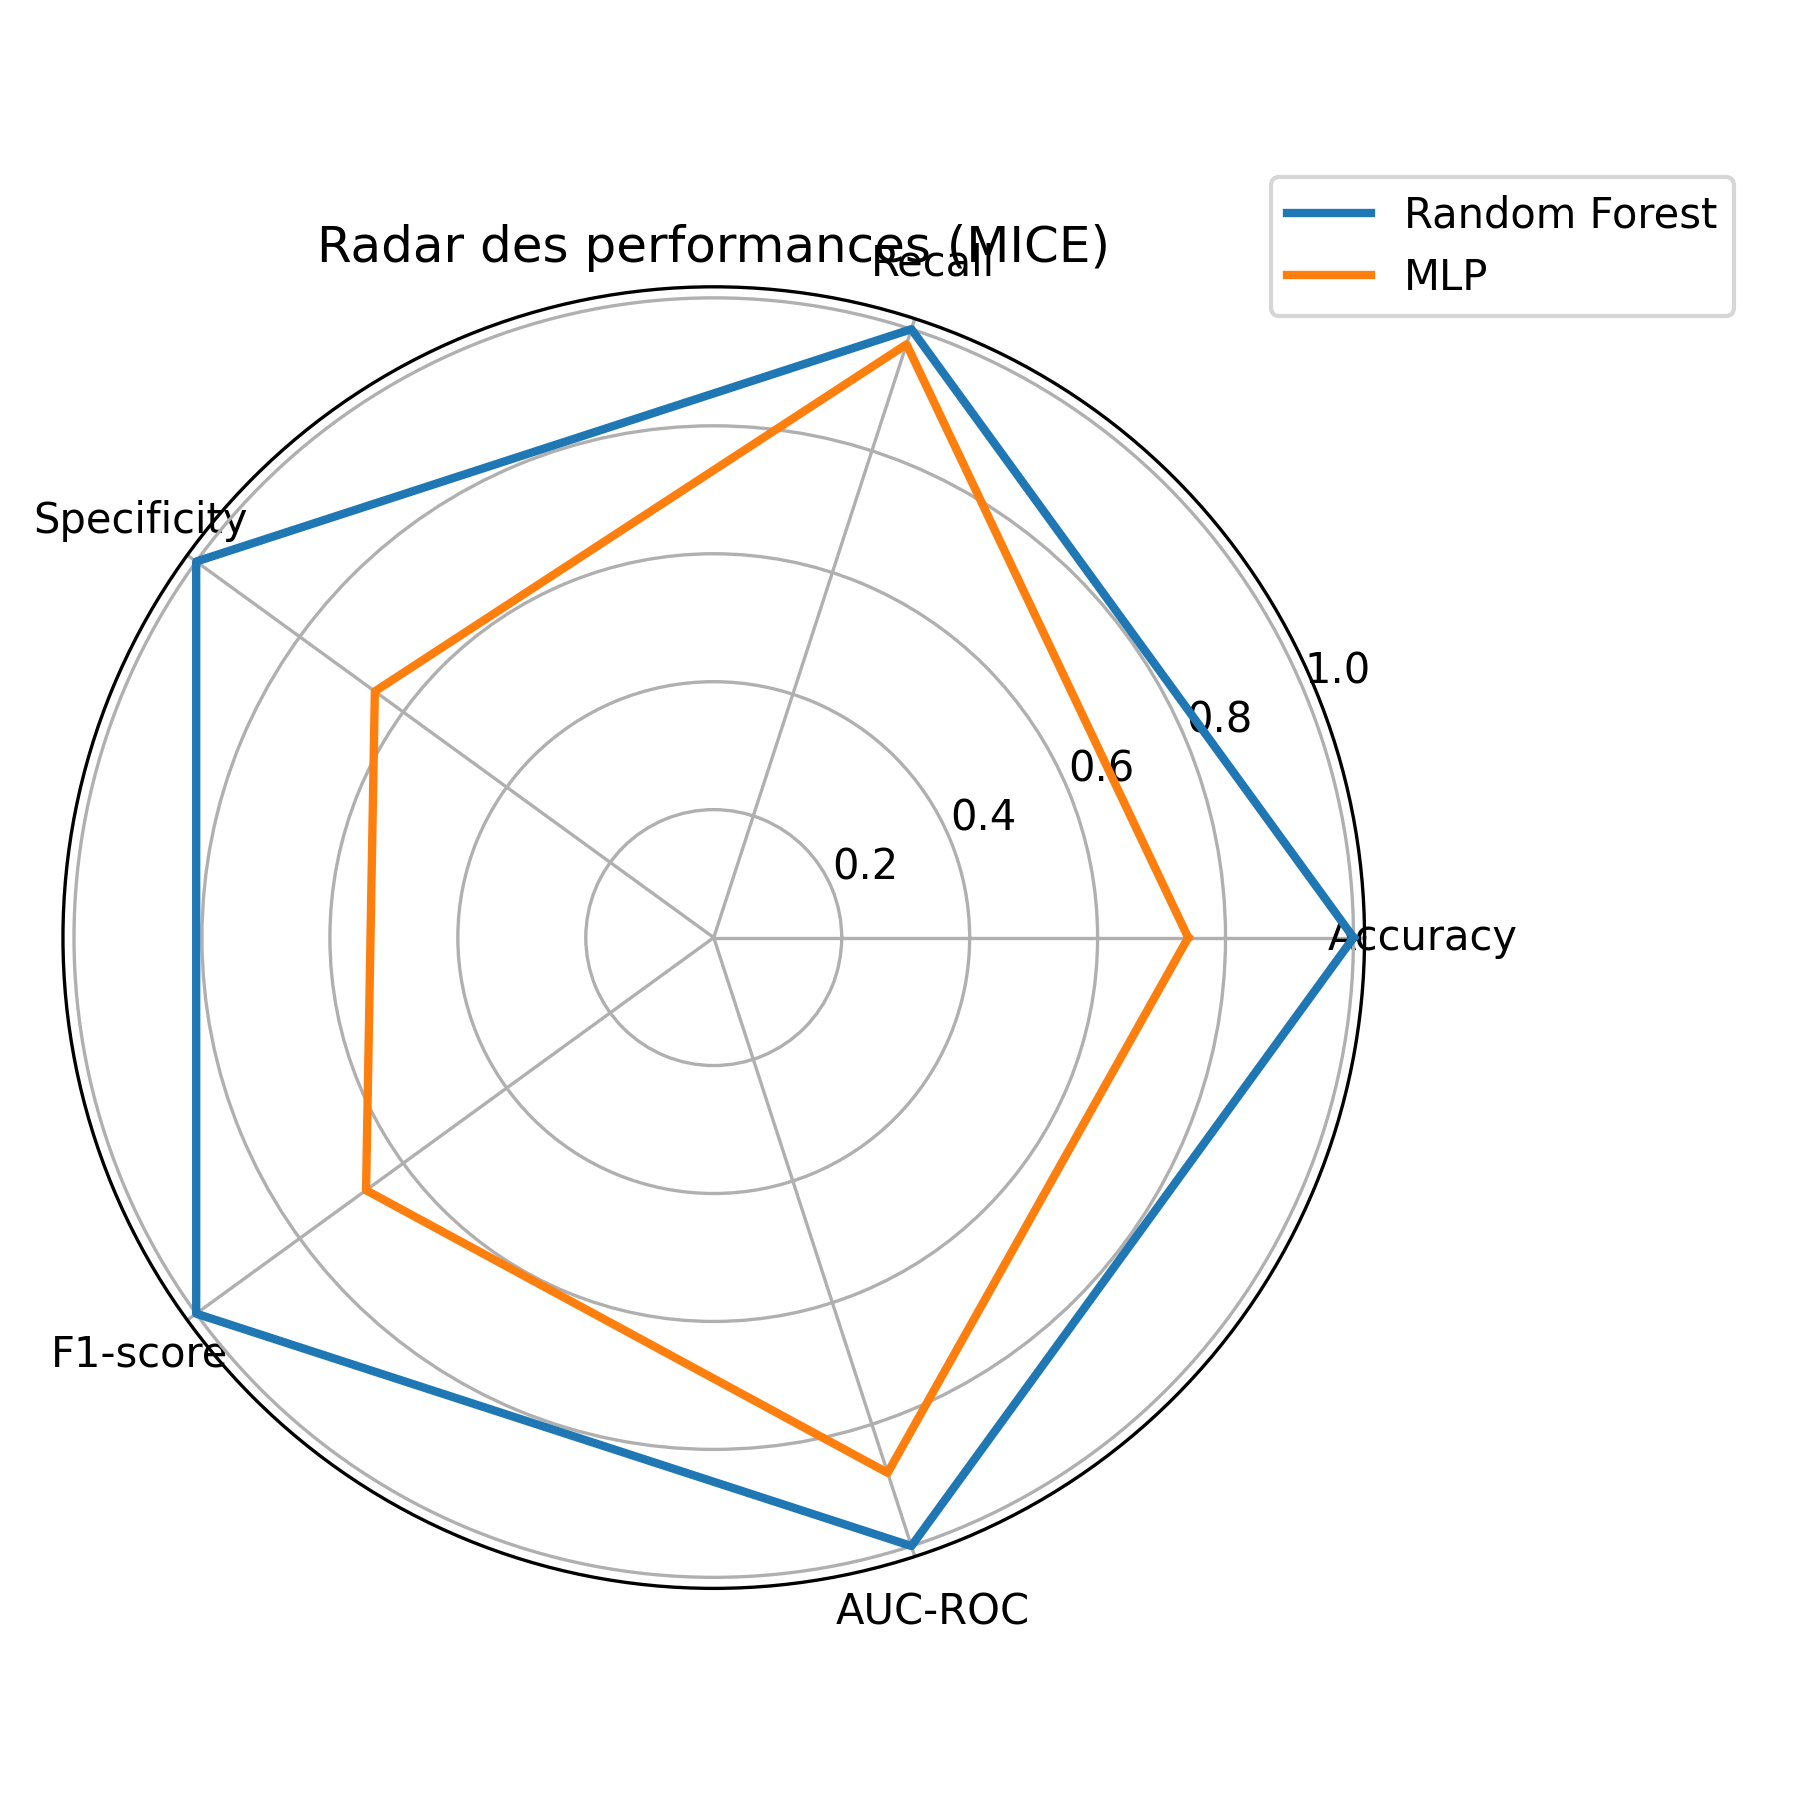 Random Forest
MLP
Radar des performances (MICE)
Recall
Specificity
1.0
0.8
0.6
0.4
0.2
Accuracy
F1-score
AUC-ROC